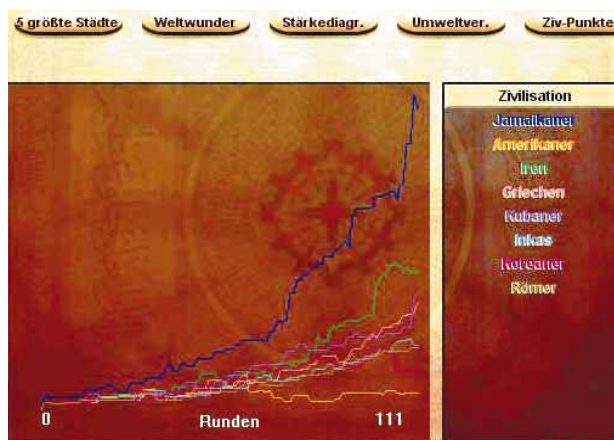 5 größte Städte Weltwunder Stärkediagr. Umweltver. Ziv-Punkte
Zivilisation
Jamaikaner
Amerikaner
Iren
Griechen
Kubaner
Inkas
Koreaner
Römer
0 Runden 111